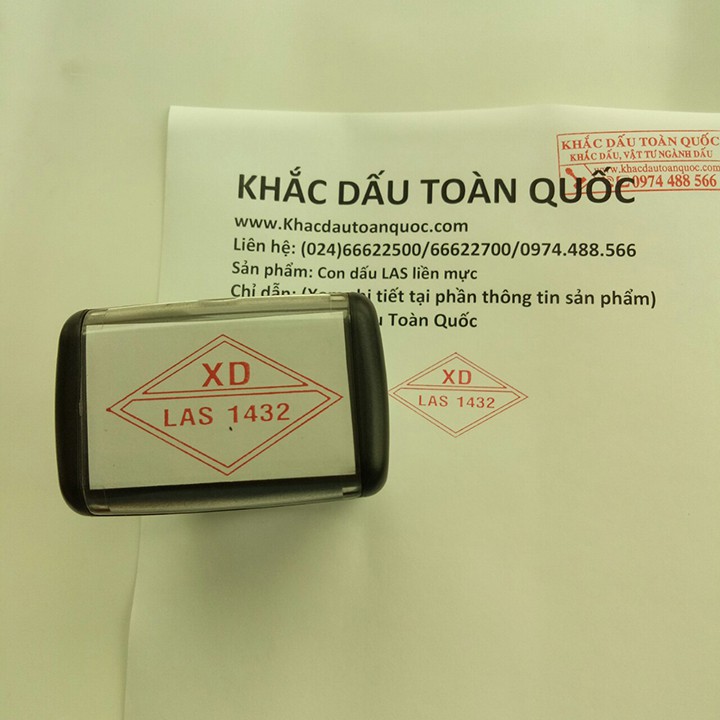 KHẮC DẤU TOÀN QUỐC
KHẮC DẤU, VẬT TƯ NGÀNH DẤU
www.khacdautoanquoc.com
0974 488 566
KHẮC DẤU TOÀN QUỐC
www.Khacdautoanquoc.com
Liên hệ: (024)66622500/66622700/0974.488.566
Sản phẩm: Con dấu LAS liền mực
Chỉ dẫn: tiết tại phần thông tin sản phẩm)
Toàn Quốc
XD
LAS 1432
XD
LAS 1432